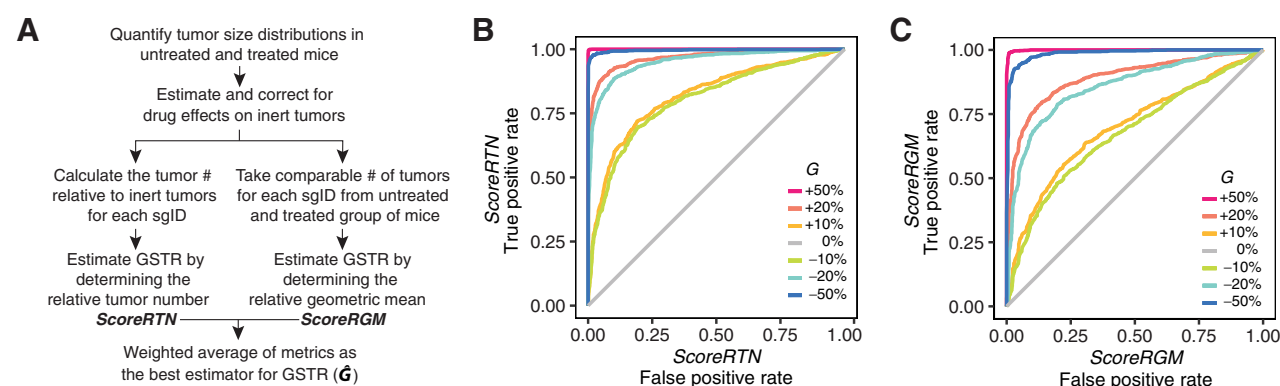 A
Quantify tumor size distributions in
untreated and treated mice
Estimate and correct for
drug effects on inert tumors
Calculate the tumor #
relative to inert tumors
for each sgID
Take comparable # of tumors
for each sgID from untreated
and treated group of mice
Estimate GSTR by
determining the
relative tumor number
ScoreRTN
Estimate GSTR by
determining the
relative geometric mean
ScoreRGM
Weighted average of metrics as
the best estimator for GSTR (Ĝ)
B
ScoreRTN
True positive rate
1.00
0.75
0.50
0.25
0.00
G
+50%
+20%
+10%
0%
−10%
−20%
−50%
0.00
0.25
0.50
0.75
1.00
ScoreRTN
False positive rate
C
ScoreRGM
True positive rate
1.00
0.75
0.50
0.25
0.00
G
+50%
+20%
+10%
0%
−10%
−20%
−50%
0.00
0.25
0.50
0.75
1.00
ScoreRGM
False positive rate